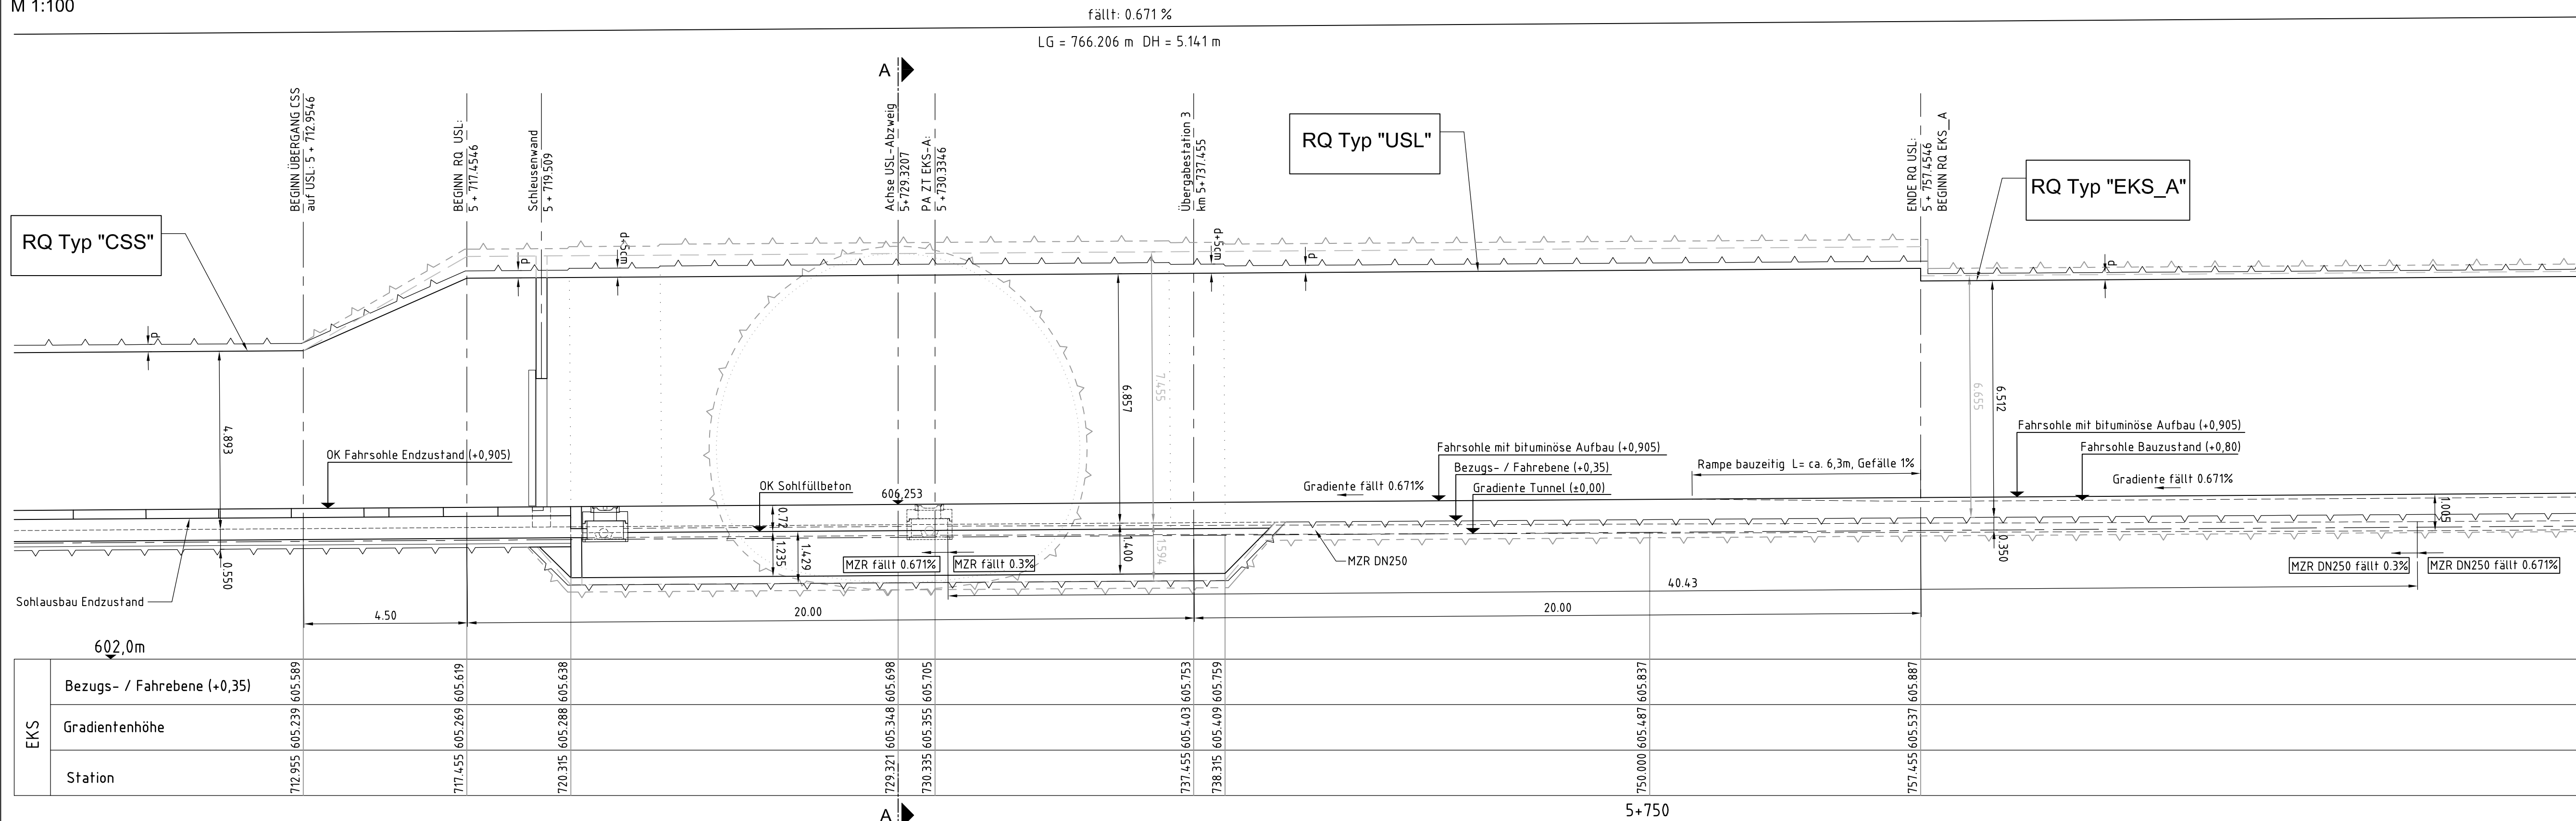 M 1:100
fällt: 0.671 %
LG = 766.206 m DH = 5.141 m
A
BEGINN ÜBERGANG CSS
auf USL: 5 + 712.9546
BEGINN RQ USL:
5 + 717.4546
Schleusenwand
5 + 719.509
Achse USL-Abzweig
5+729.3207
PA ZT EKS-A:
5 +730.3346
Übergabestation 3
km 5+737.455
ENDE RQ USL:
5 + 757.4546
BEGINN RQ EKS_A
RQ Typ "CSS"
RQ Typ "USL"
RQ Typ "EKS_A"
d
d
d+5cm
d+5cm
d
d
4.893
6.857
7.455
6.655
6.512
OK Fahrsohle Endzustand (+0,905)
OK Sohlfüllbeton
606,253
Gradiente fällt 0.671%
Fahrsohle mit bituminöse Aufbau (+0,905)
Bezugs- / Fahrebene (+0,35)
Gradiente Tunnel (±0,00)
Rampe bauzeitig L= ca. 6,3m, Gefälle 1%
Fahrsohle mit bituminöse Aufbau (+0,905)
Fahrsohle Bauzustand (+0,80)
Gradiente fällt 0.671%
0.72
1.235
1.429
1.400
1.594
1.005
0.350
0.550
MZR fällt 0.671%
MZR fällt 0.3%
MZR DN250
MZR DN250 fällt 0.3%
MZR DN250 fällt 0.671%
Sohlausbau Endzustand
40.43
4.50
20.00
20.00
602,0m
EKS
Bezugs- / Fahrebene (+0,35)
605.589
605.619
605.638
605.698
605.705
605.753
605.759
605.837
605.887
Gradientenhöhe
605.239
605.269
605.288
605.348
605.355
605.403
605.409
605.487
605.537
Station
712.955
717.455
720.315
729.321
730.335
737.455
738.315
750.000
757.455
A
5+750